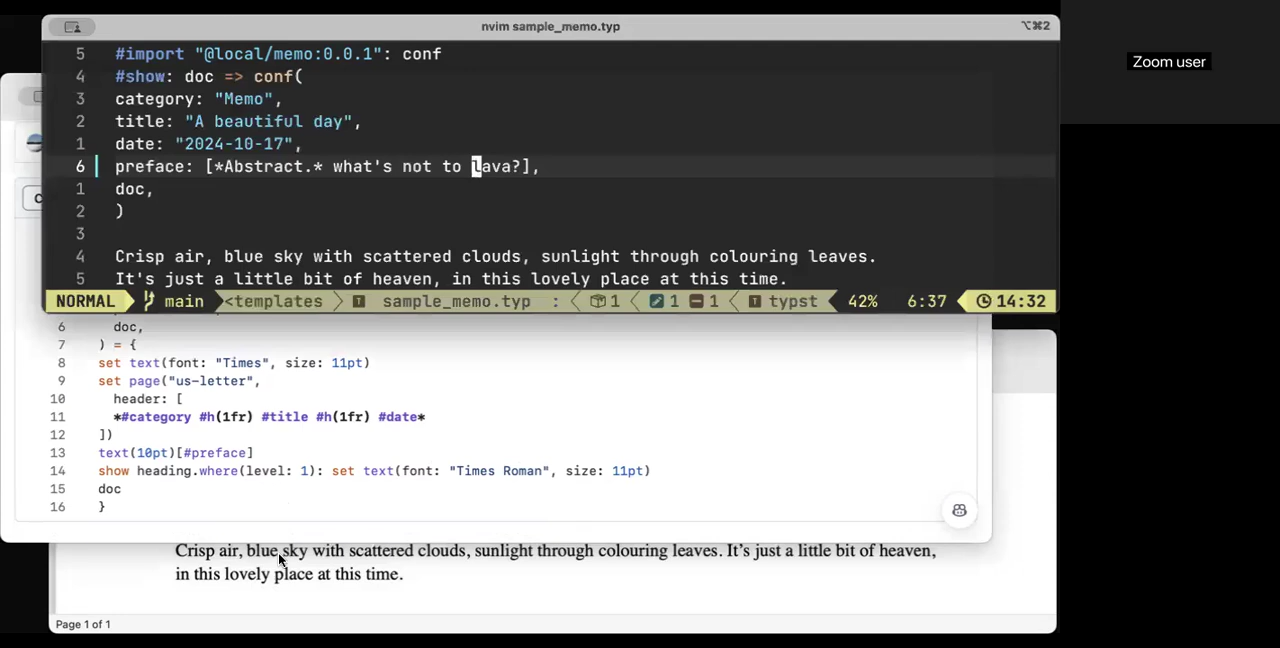 nvim sample_memo.typ
⌥⌘2
Zoom user
5 #import "@local/memo:0.0.1": conf
4 #show: doc => conf(
3 category: "Memo",
2 title: "A beautiful day",
1 date: "2024-10-17",
6 preface: [*Abstract.* what's not to lava?],
1 doc,
2 )
3
4 Crisp air, blue sky with scattered clouds, sunlight through colouring leaves.
5 It's just a little bit of heaven, in this lovely place at this time.
NORMAL main <templates sample_memo.typ : 1 1 1 typst 42% 6:37 14:32
6 doc,
7 ) = {
8 set text(font: "Times", size: 11pt)
9 set page("us-letter",
10 header: [
11 *#category #h(1fr) #title #h(1fr) #date*
12 ])
13 text(10pt)[#preface]
14 show heading.where(level: 1): set text(font: "Times Roman", size: 11pt)
15 doc
16 }
Crisp air, blue sky with scattered clouds, sunlight through colouring leaves. It's just a little bit of heaven,
in this lovely place at this time.
Page 1 of 1